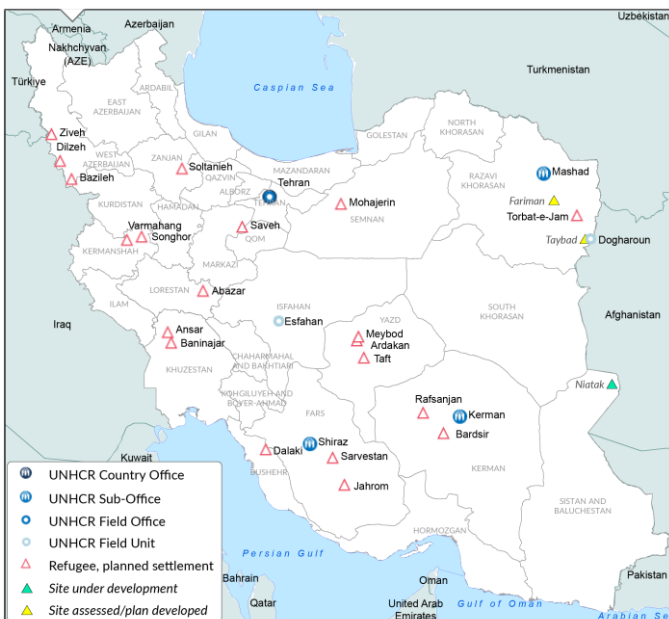 Azerbaijan
Uzbekistan
Armenia
Nakhchyvan
(AZE)
Türkiye
Caspian Sea
Turkmenistan
ARDABIL
EAST
AZERBAIJAN
GILAN
GOLESTAN
NORTH
KHORASAN
Ziveh
Dilzeh
Bazileh
WEST
AZERBAIJAN
ZANJAN
Soltanieh
QAZVIN
ALBORZ
MAZANDARAN
Tehran
TEHRAN
RAZAVI
KHORASAN
Mashad
Fariman
Torbat-e-Jam
Taybad
Dogharoun
KURDISTAN
HAMADAN
Mohajerin
SEMNAN
Varmahang
Songhor
Saveh
QOM
KERMANSHAH
MARKAZI
Abazar
LORESTAN
ILAM
ISFAHAN
Esfahan
SOUTH
KHORASAN
Afghanistan
Iraq
Ansar
Baninajar
KHUZESTAN
CHAHARMAHAL
AND BAKHTIARI
YAZD
Meybod
Ardakan
Taft
KOHGILUYEH AND
BOYER-AHMAD
Niatak
FARS
Rafsanjan
Kerman
Bardsir
KERMAN
Dalaki
Shiraz
Sarvestan
BUSHEHR
Jahrom
Kuwait
SISTAN AND
BALUCHESTAN
HORMOZGAN
Persian Gulf
Bahrain
Qatar
Oman
United Arab
Emirates
Gulf of Oman
Pakistan
Arabian Se
UNHCR Country Office
UNHCR Sub-Office
UNHCR Field Office
UNHCR Field Unit
Refugee, planned settlement
Site under development
Site assessed/plan developed